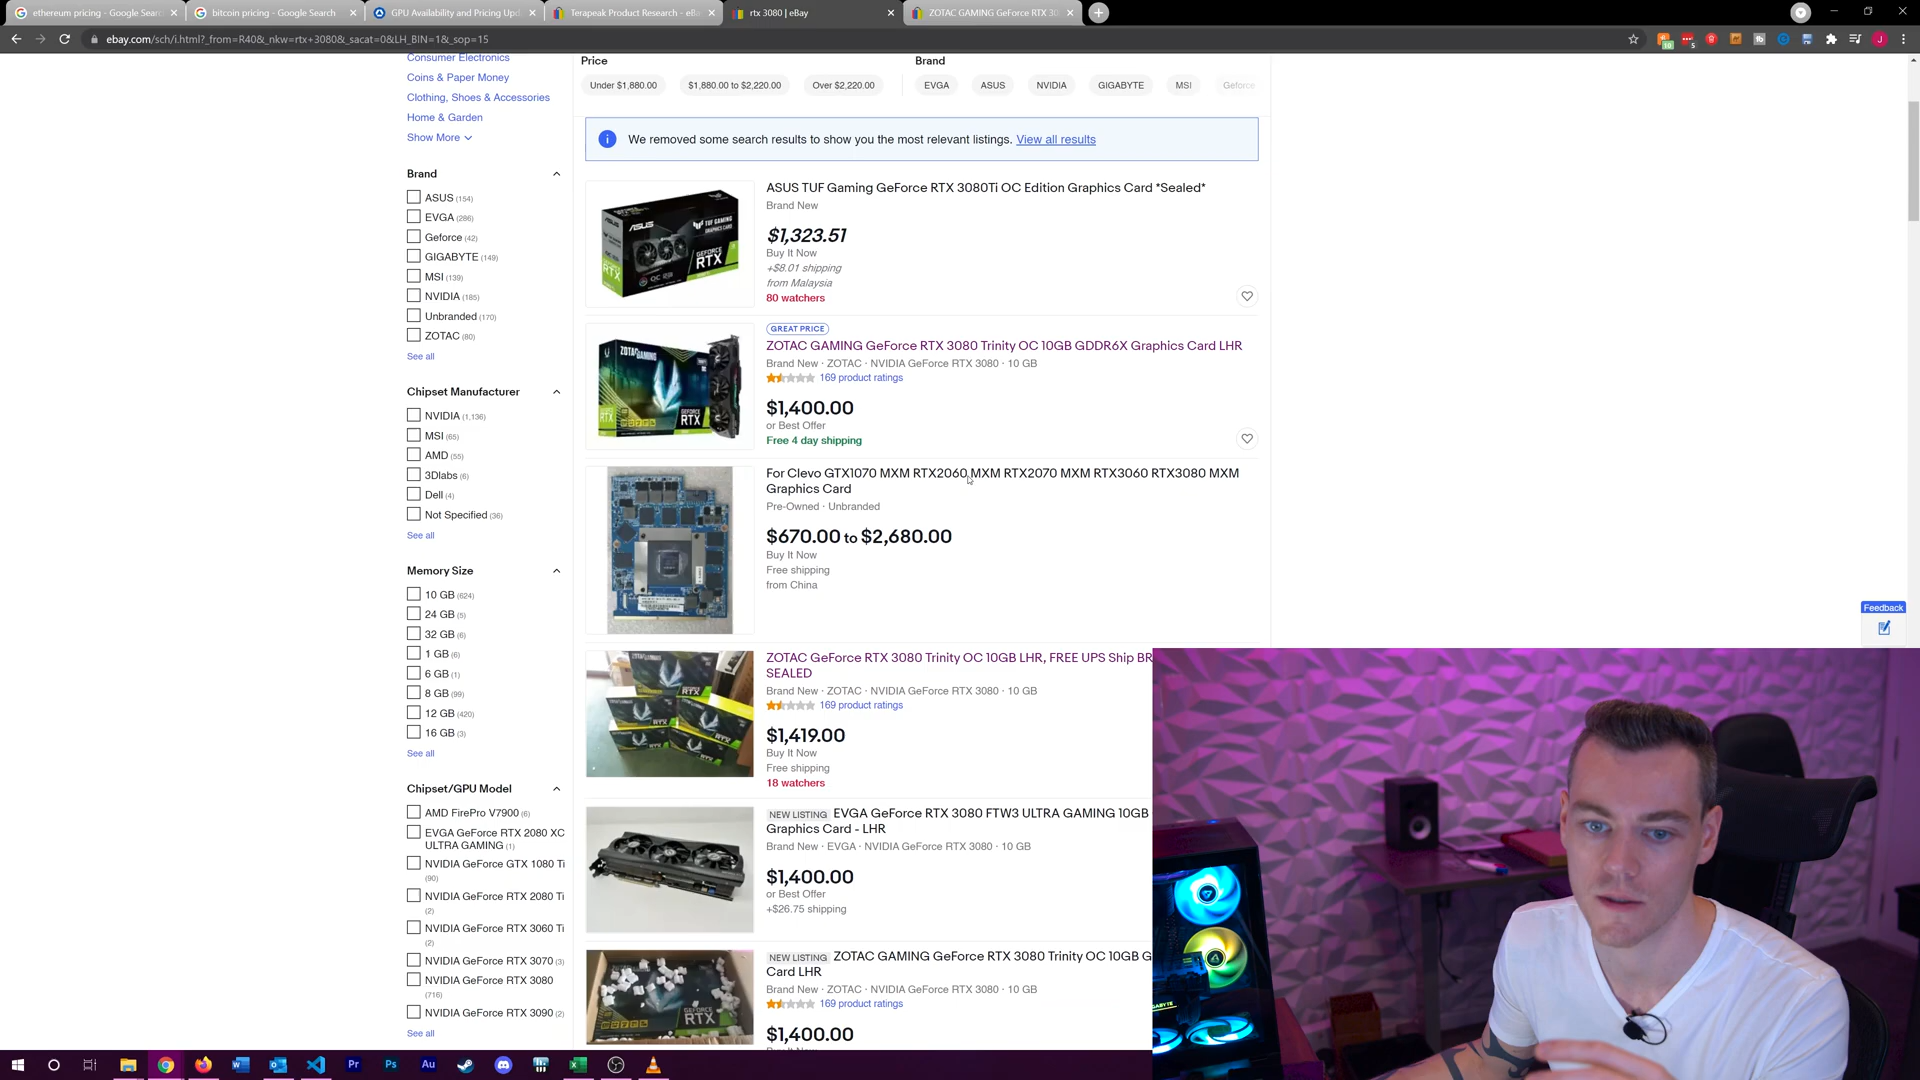 ethereum pricing - Google Searc
bitcoin pricing - Google Search
GPU Availability and Pricing Upd
Terapeak Product Research - eBa
rtx 3080 | eBay
ZOTAC GAMING GeForce RTX 30
ebay.com/sch/i.html?_from=R40&_nkw=rtx+3080&_sacat=0&LH_BIN=1&_sop=15
Consumer Electronics
Coins & Paper Money
Clothing, Shoes & Accessories
Home & Garden
Show More
Brand
ASUS (154)
EVGA (286)
Geforce (42)
GIGABYTE (149)
MSI (139)
NVIDIA (185)
Unbranded (170)
ZOTAC (80)
See all
Chipset Manufacturer
NVIDIA (1,136)
MSI (65)
AMD (55)
3Dlabs (6)
Dell (4)
Not Specified (36)
See all
Memory Size
10 GB (624)
24 GB (5)
32 GB (6)
1 GB (6)
6 GB (1)
8 GB (99)
12 GB (420)
16 GB (3)
See all
Chipset/GPU Model
AMD FirePro V7900 (6)
EVGA GeForce RTX 2080 XC
ULTRA GAMING (1)
NVIDIA GeForce GTX 1080 Ti
(90)
NVIDIA GeForce RTX 2080 Ti
(2)
NVIDIA GeForce RTX 3060 Ti
(2)
NVIDIA GeForce RTX 3070 (3)
NVIDIA GeForce RTX 3080
(716)
NVIDIA GeForce RTX 3090 (2)
See all
Price
Under $1,880.00
$1,880.00 to $2,220.00
Over $2,220.00
Brand
EVGA
ASUS
NVIDIA
GIGABYTE
MSI
Geforce
We removed some search results to show you the most relevant listings. View all results
ASUS TUF Gaming GeForce RTX 3080Ti OC Edition Graphics Card *Sealed*
Brand New
$1,323.51
Buy It Now
+$8.01 shipping
from Malaysia
80 watchers
GREAT PRICE
ZOTAC GAMING GeForce RTX 3080 Trinity OC 10GB GDDR6X Graphics Card LHR
Brand New · ZOTAC · NVIDIA GeForce RTX 3080 · 10 GB
169 product ratings
$1,400.00
or Best Offer
Free 4 day shipping
For Clevo GTX1070 MXM RTX2060 MXM RTX2070 MXM RTX3060 RTX3080 MXM
Graphics Card
Pre-Owned · Unbranded
$670.00 to $2,680.00
Buy It Now
Free shipping
from China
ZOTAC GeForce RTX 3080 Trinity OC 10GB LHR, FREE UPS Ship BR
SEALED
Brand New · ZOTAC · NVIDIA GeForce RTX 3080 · 10 GB
169 product ratings
$1,419.00
Buy It Now
Free shipping
18 watchers
NEW LISTING EVGA GeForce RTX 3080 FTW3 ULTRA GAMING 10GB
Graphics Card - LHR
Brand New · EVGA · NVIDIA GeForce RTX 3080 · 10 GB
$1,400.00
or Best Offer
+$26.75 shipping
NEW LISTING ZOTAC GAMING GeForce RTX 3080 Trinity OC 10GB G
Card LHR
Brand New · ZOTAC · NVIDIA GeForce RTX 3080 · 10 GB
169 product ratings
$1,400.00
Feedback